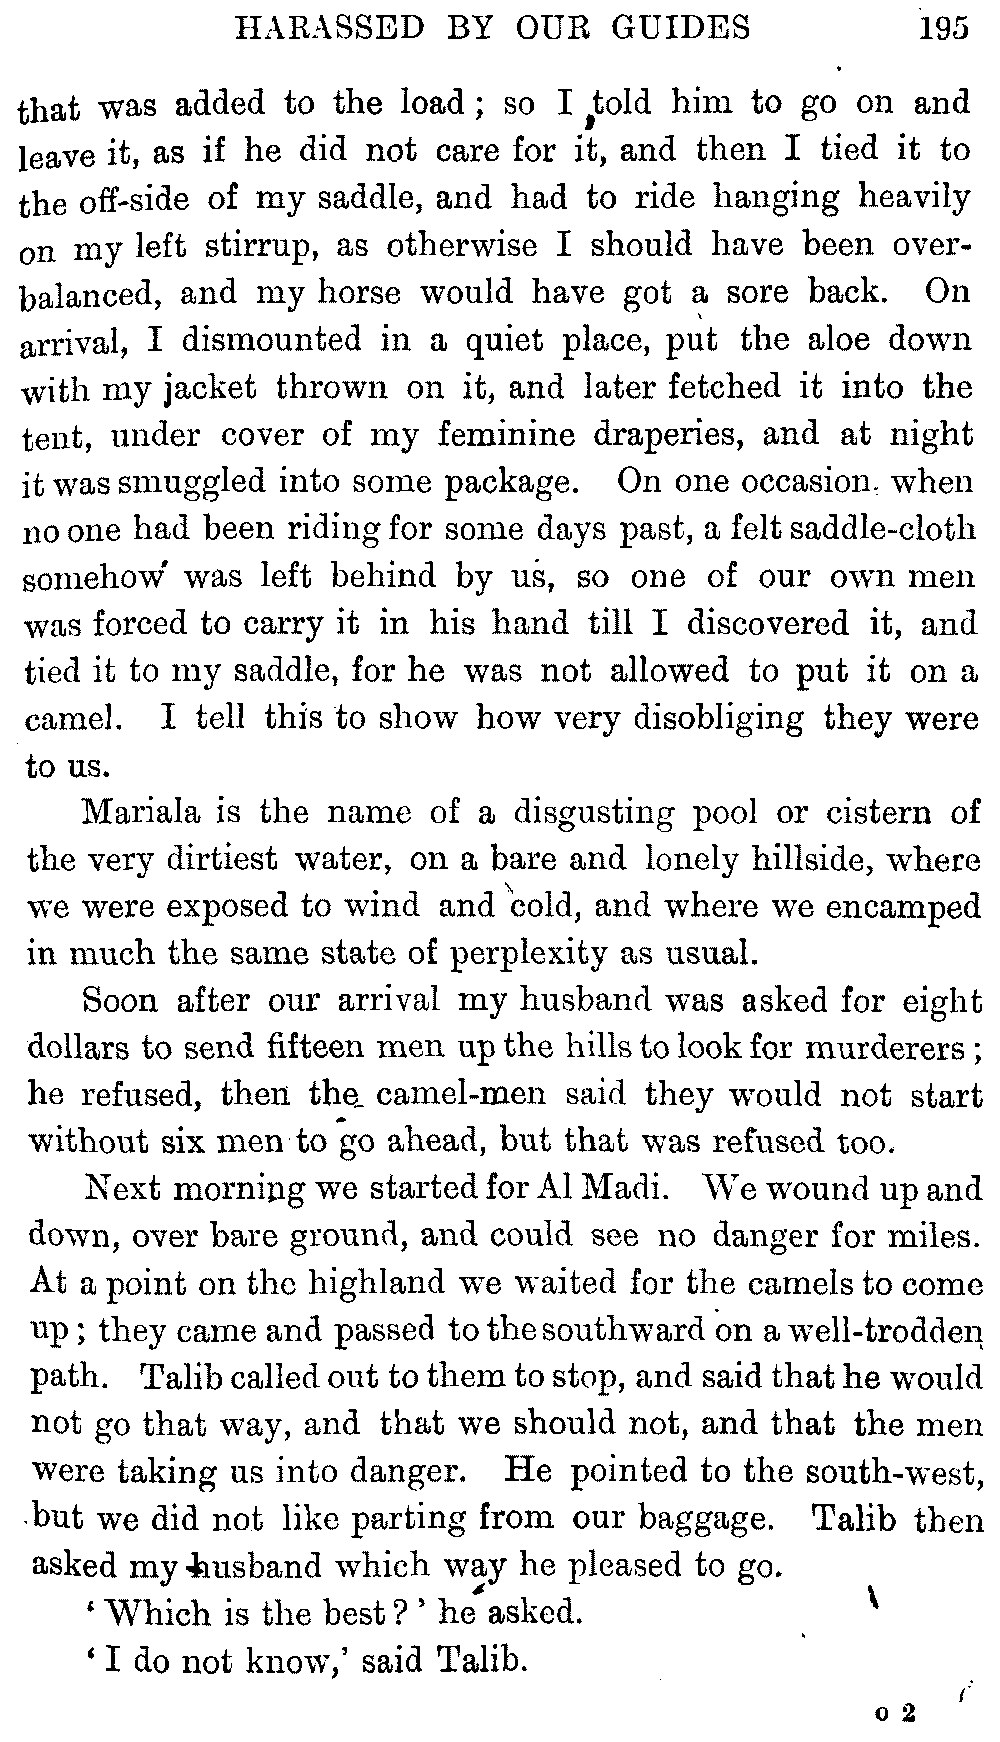 HARASSED BY OUR GUIDES 195
that was added to the load ; so I told him to go on and
leave it, as if he did not care for it, and then I tied it to
the off-side of my saddle, and had to ride hanging heavily
on my left stirrup, as otherwise I should have been over-
balanced, and my horse would have got a sore back. On
arrival, I dismounted in a quiet place, put the aloe down
with my jacket thrown on it, and later fetched it into the
tent, under cover of my feminine draperies, and at night
it was smuggled into some package. On one occasion, when
no one had been riding for some days past, a felt saddle-cloth
somehow was left behind by us, so one of our own men
was forced to carry it in his hand till I discovered it, and
tied it to my saddle, for he was not allowed to put it on a
camel. I tell this to show how very disobliging they were
to us.
Mariala is the name of a disgusting pool or cistern of
the very dirtiest water, on a bare and lonely hillside, where
we were exposed to wind and cold, and where we encamped
in much the same state of perplexity as usual.
Soon after our arrival my husband was asked for eight
dollars to send fifteen men up the hills to look for murderers ;
he refused, then the camel-men said they would not start
without six men to go ahead, but that was refused too.
Next morning we started for Al Madi. We wound up and
down, over bare ground, and could see no danger for miles.
At a point on the highland we waited for the camels to come
up ; they came and passed to the southward on a well-trodden
path. Talib called out to them to stop, and said that he would
not go that way, and that we should not, and that the men
were taking us into danger. He pointed to the south-west,
but we did not like parting from our baggage. Talib then
asked my husband which way he pleased to go.
‘ Which is the best ? ’ he asked.
‘ I do not know,’ said Talib.
o 2